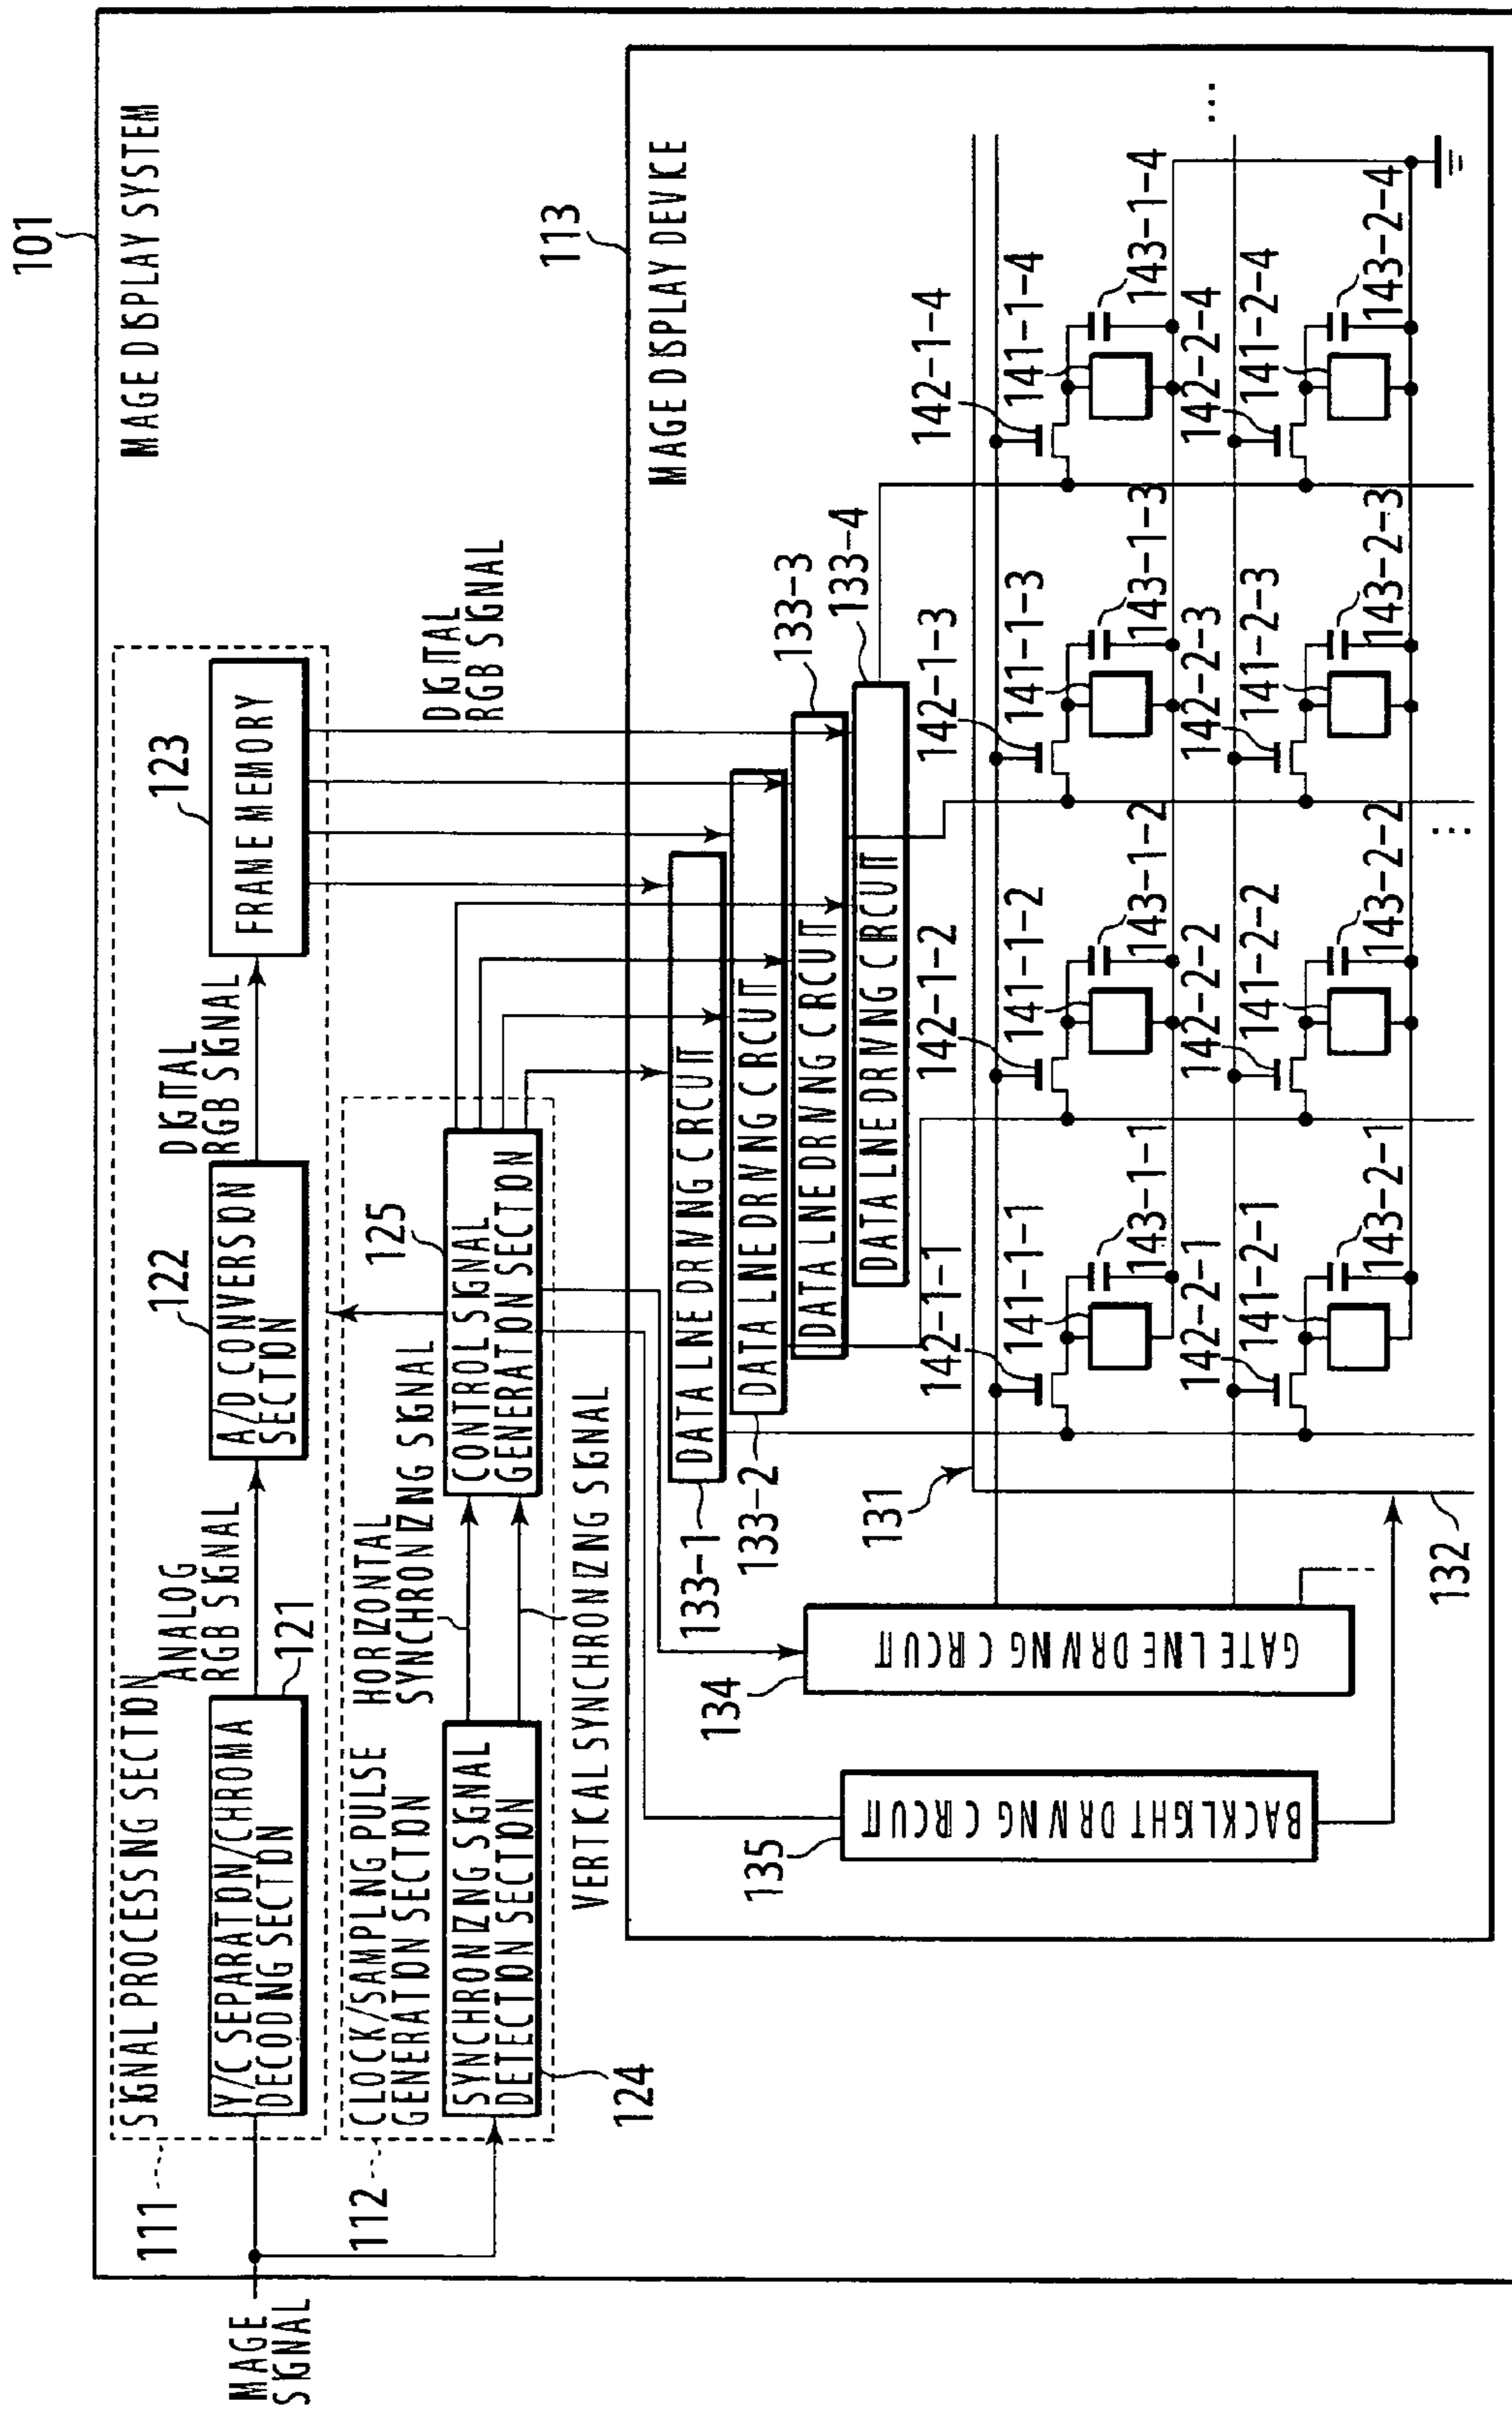 101
IMAGE DISPLAY SYSTEM
111
SIGNAL PROCESSING SECTION
IMAGE
SIGNAL
Y/C SEPARATION/CHROMA
DECODING SECTION
121
ANALOG
RGB SIGNAL
122
A/D CONVERSION
SECTION
DIGITAL
RGB SIGNAL
123
FRAME MEMORY
DIGITAL
RGB SIGNAL
112
CLOCK/SAMPLING PULSE
GENERATION SECTION
SYNCHRONIZING SIGNAL
DETECTION SECTION
124
HORIZONTAL
SYNCHRONIZING SIGNAL
VERTICAL SYNCHRONIZING SIGNAL
125
CONTROL SIGNAL
GENERATION SECTION
113
IMAGE DISPLAY DEVICE
133-1
DATA LINE DRIVING CIRCUIT
133-2
DATA LINE DRIVING CIRCUIT
133-3
DATA LINE DRIVING CIRCUIT
133-4
DATA LINE DRIVING CIRCUIT
135
BACKLIGHT DRIVING CIRCUIT
134
GATE LINE DRIVING CIRCUIT
131
132
142-1-1
141-1-1
143-1-1
142-1-2
141-1-2
143-1-2
142-1-3
141-1-3
143-1-3
142-1-4
141-1-4
143-1-4
142-2-1
141-2-1
143-2-1
142-2-2
141-2-2
143-2-2
142-2-3
141-2-3
143-2-3
142-2-4
141-2-4
143-2-4
...
...